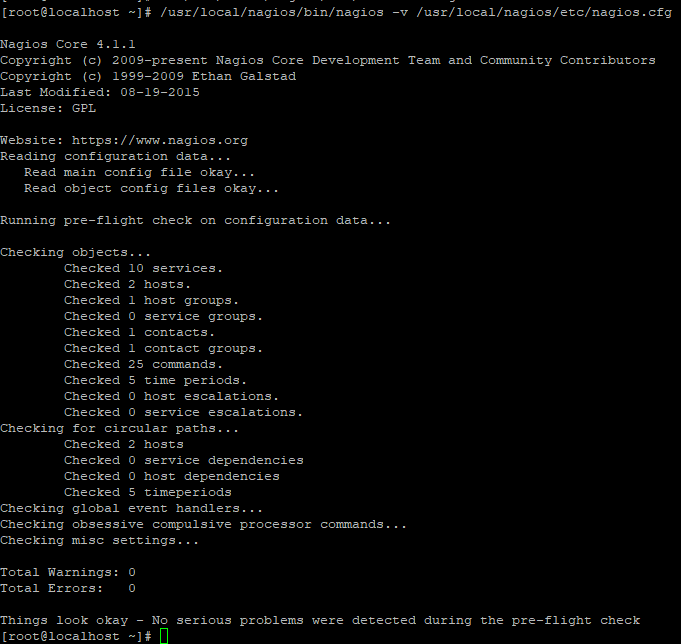 [root@localhost ~]# /usr/local/nagios/bin/nagios -v /usr/local/nagios/etc/nagios.cfg
Nagios Core 4.1.1
Copyright (c) 2009-present Nagios Core Development Team and Community Contributors
Copyright (c) 1999-2009 Ethan Galstad
Last Modified: 08-19-2015
License: GPL
Website: https://www.nagios.org
Reading configuration data...
Read main config file okay...
Read object config files okay...
Running pre-flight check on configuration data...
Checking objects...
Checked 10 services.
Checked 2 hosts.
Checked 1 host groups.
Checked 0 service groups.
Checked 1 contacts.
Checked 1 contact groups.
Checked 25 commands.
Checked 5 time periods.
Checked 0 host escalations.
Checked 0 service escalations.
Checking for circular paths...
Checked 2 hosts
Checked 0 service dependencies
Checked 0 host dependencies
Checked 5 timeperiods
Checking global event handlers...
Checking obsessive compulsive processor commands...
Checking misc settings...
Total Warnings: 0
Total Errors:   0
Things look okay - No serious problems were detected during the pre-flight check
[root@localhost ~]#